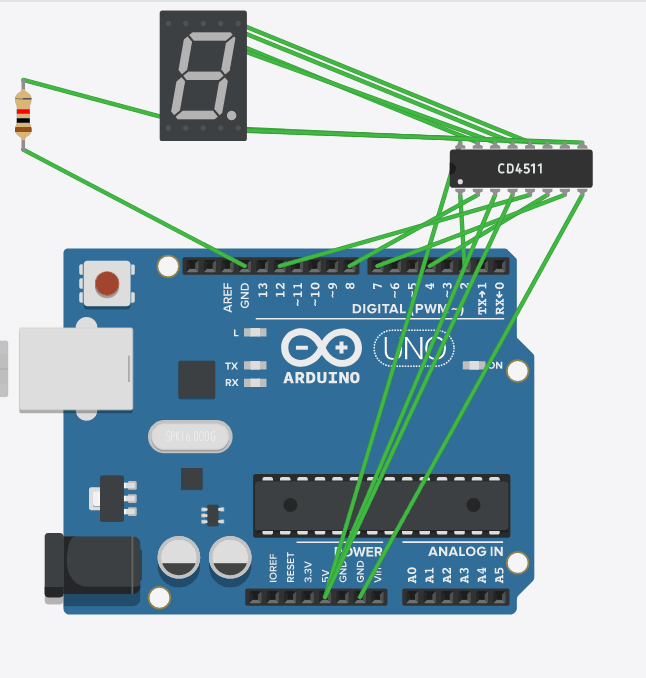 CD4511
AREF
GND
13
12
~11
~10
~9
8
7
~6
~5
4
~3
2
TX→1
RX←0
DIGITAL (PWM~)
L
TX
RX
ARDUINO
UNO
ON
SPK16.000G
POWER
ANALOG IN
IOREF
RESET
3.3V
5V
GND
GND
Vin
A0
A1
A2
A3
A4
A5